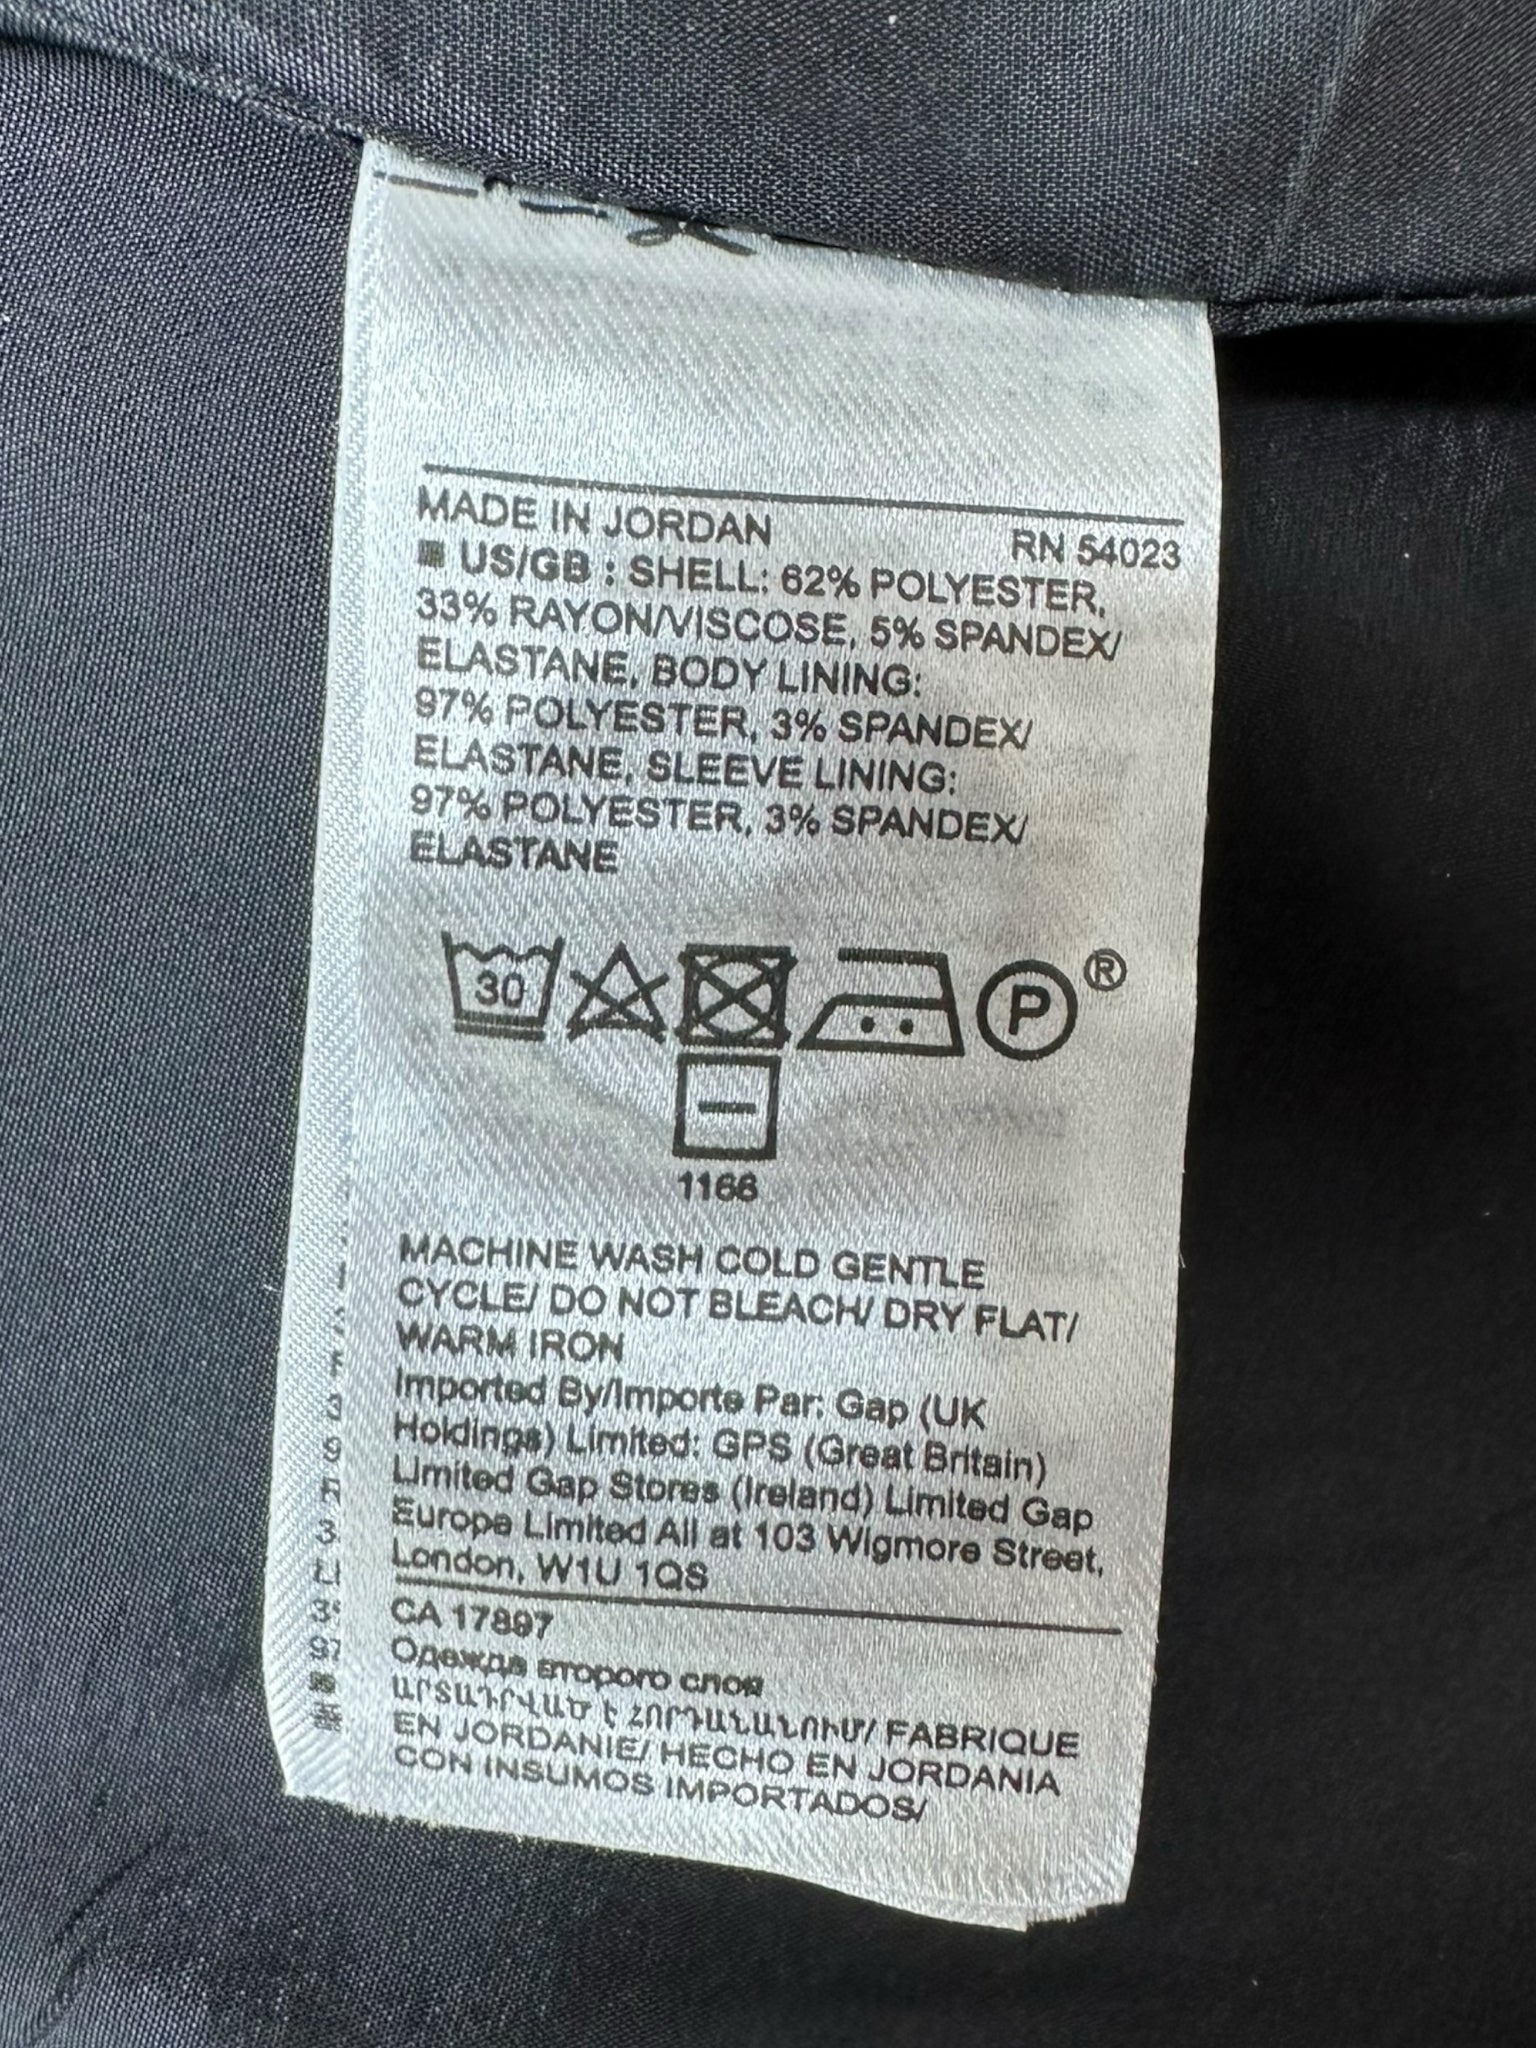 MADE IN JORDAN RN 54023
US/GB : SHELL: 62% POLYESTER,
33% RAYON/VISCOSE, 5% SPANDEX/
ELASTANE, BODY LINING:
97% POLYESTER, 3% SPANDEX/
ELASTANE, SLEEVE LINING:
97% POLYESTER, 3% SPANDEX/
ELASTANE
30 P ®
1166
MACHINE WASH COLD GENTLE
CYCLE/ DO NOT BLEACH/ DRY FLAT/
WARM IRON
Imported By/Importe Par: Gap (UK
Holdings) Limited: GPS (Great Britain)
Limited Gap Stores (Ireland) Limited Gap
Europe Limited All at 103 Wigmore Street,
London, W1U 1QS
CA 17897
Одежда второго слоя
ԱՐՏԱԴՐՎԱԾ Է ՀՈՐԴԱՆԱՆՈՒՄ/ FABRIQUE
EN JORDANIE/ HECHO EN JORDANIA
CON INSUMOS IMPORTADOS/